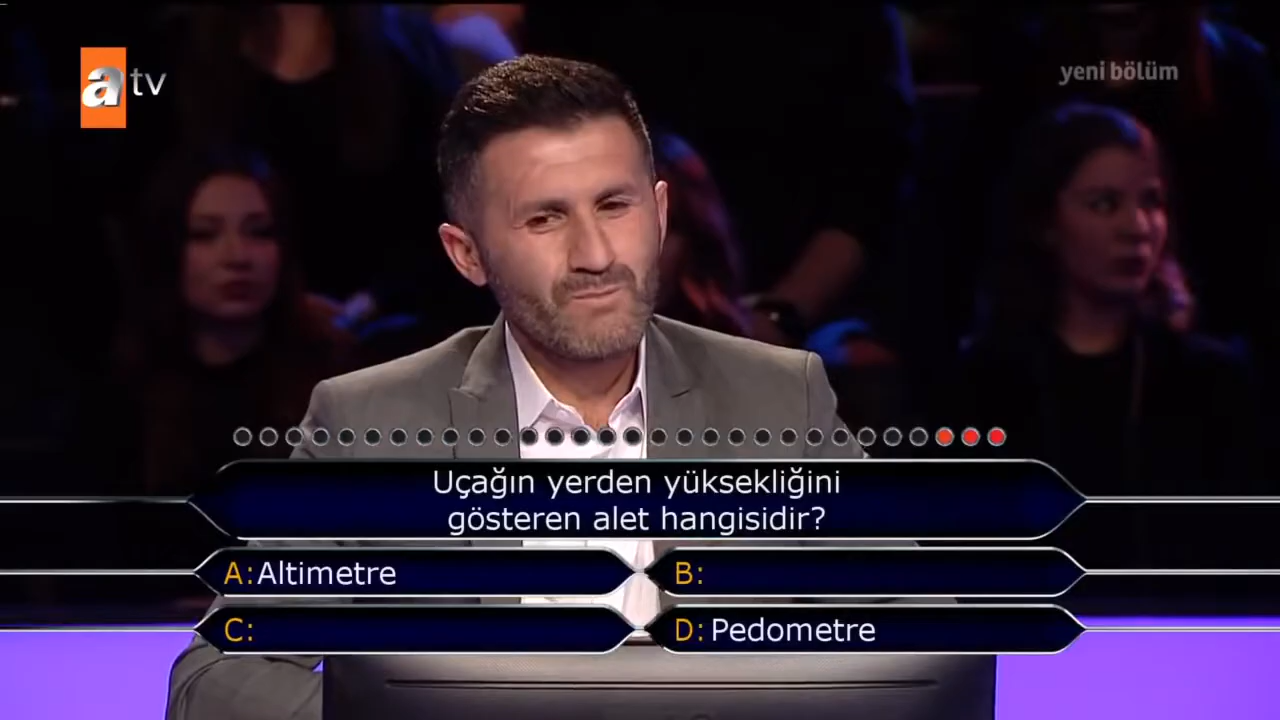 atv
yeni bölüm
Uçağın yerden yüksekliğini
gösteren alet hangisidir?
A:Altimetre
B:
C:
D:Pedometre